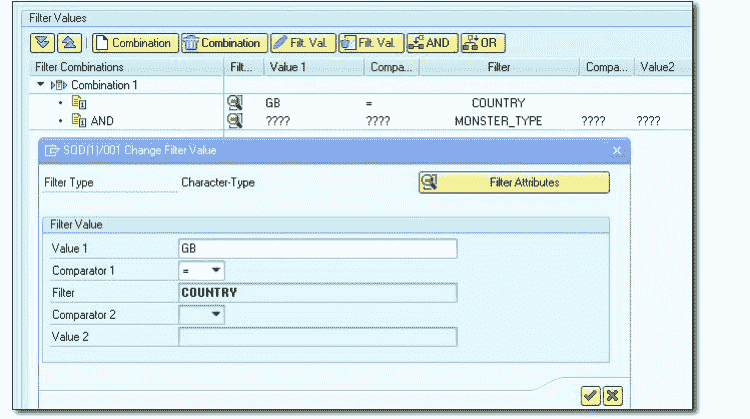 Filter Values
Combination Combination Filt. Val. Filt. Val. AND OR
Filter Combinations Filt... Value 1 Compa... Filter Compa... Value2
Combination 1
GB = COUNTRY
AND ???? ???? MONSTER_TYPE ???? ????
SQD(1)/001 Change Filter Value
Filter Type Character-Type Filter Attributes
Filter Value
Value 1 GB
Comparator 1 =
Filter COUNTRY
Comparator 2
Value 2